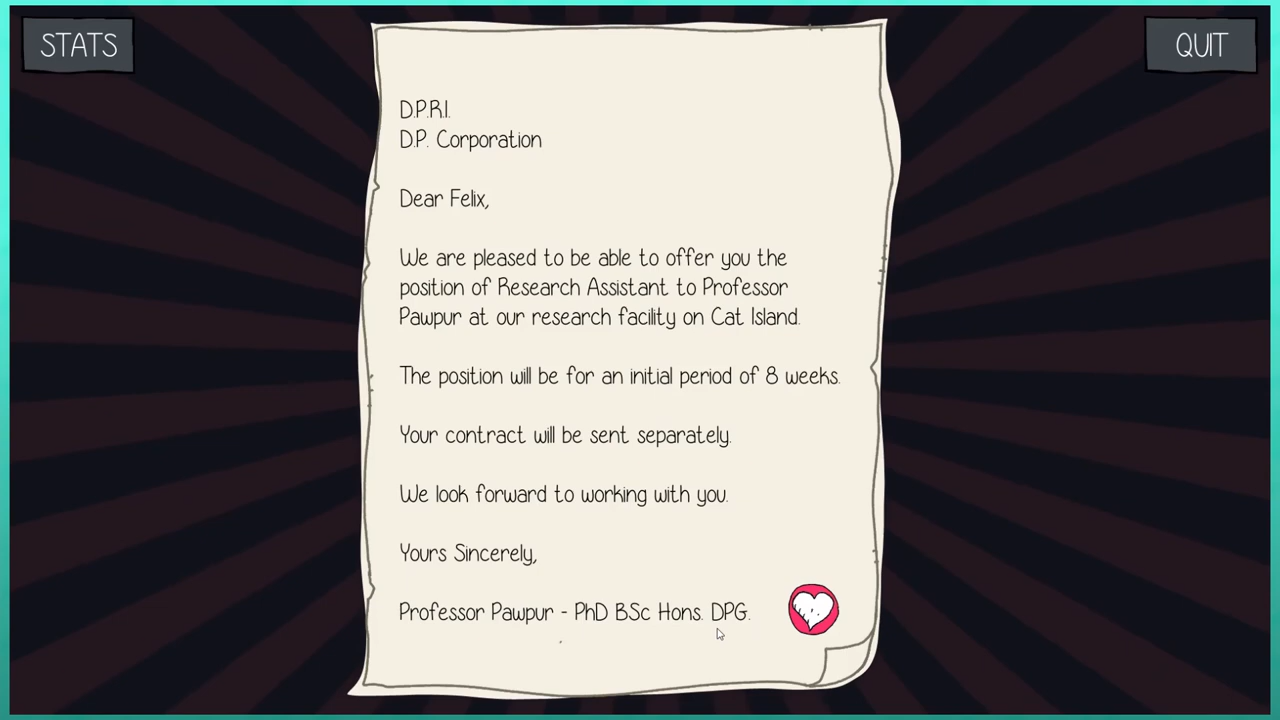 STATS
QUIT
D.P.R.I.
D.P. Corporation
Dear Felix,
We are pleased to be able to offer you the
position of Research Assistant to Professor
Pawpur at our research facility on Cat Island.
The position will be for an initial period of 8 weeks.
Your contract will be sent separately.
We look forward to working with you.
Yours Sincerely,
Professor Pawpur - PhD BSc Hons. DPG.